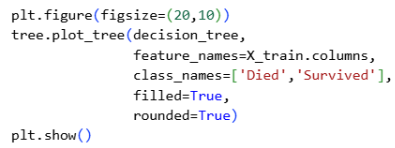 plt.figure(figsize=(20,10))
tree.plot_tree(decision_tree,
               feature_names=X_train.columns,
               class_names=['Died','Survived'],
               filled=True,
               rounded=True)
plt.show()